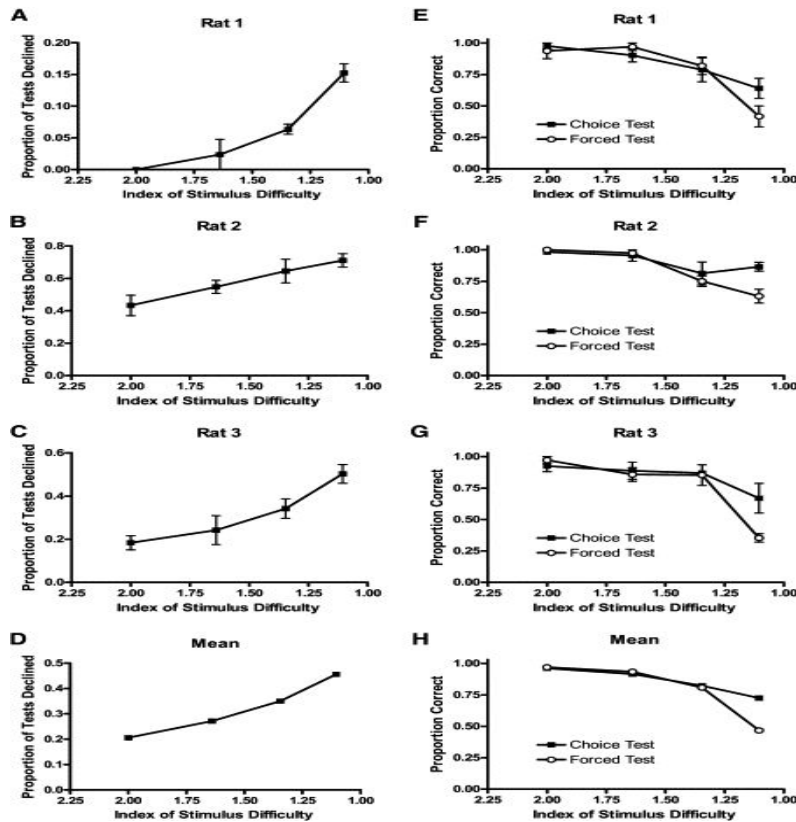 A
Rat 1
Proportion of Tests Declined
0.20
0.15
0.10
0.05
0.00
2.25 2.00 1.75 1.50 1.25 1.00
Index of Stimulus Difficulty
E
Rat 1
Proportion Correct
1.00
0.75
0.50
0.25
0.00
Choice Test
Forced Test
2.25 2.00 1.75 1.50 1.25 1.00
Index of Stimulus Difficulty
B
Rat 2
Proportion of Tests Declined
0.8
0.6
0.4
0.2
0.0
2.25 2.00 1.75 1.50 1.25 1.00
Index of Stimulus Difficulty
F
Rat 2
Proportion Correct
1.00
0.75
0.50
0.25
0.00
Choice Test
Forced Test
2.25 2.00 1.75 1.50 1.25 1.00
Index of Stimulus Difficulty
C
Rat 3
Proportion of Tests Declined
0.6
0.4
0.2
0.0
2.25 2.00 1.75 1.50 1.25 1.00
Index of Stimulus Difficulty
G
Rat 3
Proportion Correct
1.00
0.75
0.50
0.25
0.00
Choice Test
Forced Test
2.25 2.00 1.75 1.50 1.25 1.00
Index of Stimulus Difficulty
D
Mean
Proportion of Tests Declined
0.5
0.4
0.3
0.2
0.1
0.0
2.25 2.00 1.75 1.50 1.25 1.00
Index of Stimulus Difficulty
H
Mean
Proportion Correct
1.00
0.75
0.50
0.25
0.00
Choice Test
Forced Test
2.25 2.00 1.75 1.50 1.25 1.00
Index of Stimulus Difficulty